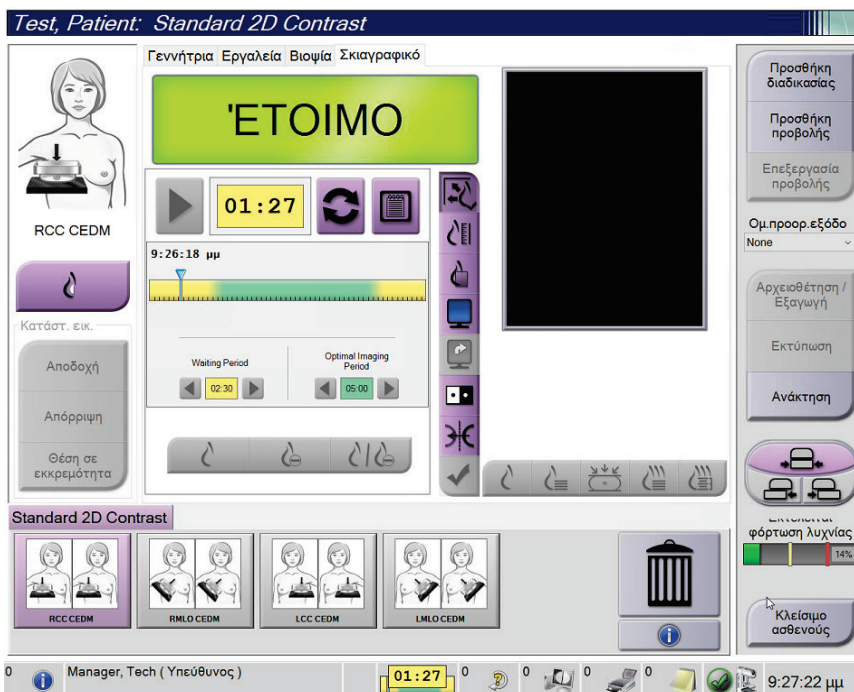 Test, Patient: Standard 2D Contrast
Γεννήτρια Εργαλεία Βιοψία Σκιαγραφικό
ΈΤΟΙΜΟ
01:27
RCC CEDM
9:26:18 μμ
Waiting Period
02:30
Optimal Imaging
Period
05:00
Κατάστ. εικ.
Αποδοχή
Απόρριψη
Θέση σε
εκκρεμότητα
Προσθήκη
διαδικασίας
Προσθήκη
προβολής
Επεξεργασία
προβολής
Ομ.προορ.εξόδο
None
Αρχειοθέτηση /
Εξαγωγή
Εκτύπωση
Ανάκτηση
φόρτωση λυχνίας
14%
Κλείσιμο
ασθενούς
Standard 2D Contrast
RCC CEDM
RMLO CEDM
LCC CEDM
LMLO CEDM
0
Manager, Tech ( Υπεύθυνος )
01:27
0
0
0
0
9:27:22 μμ